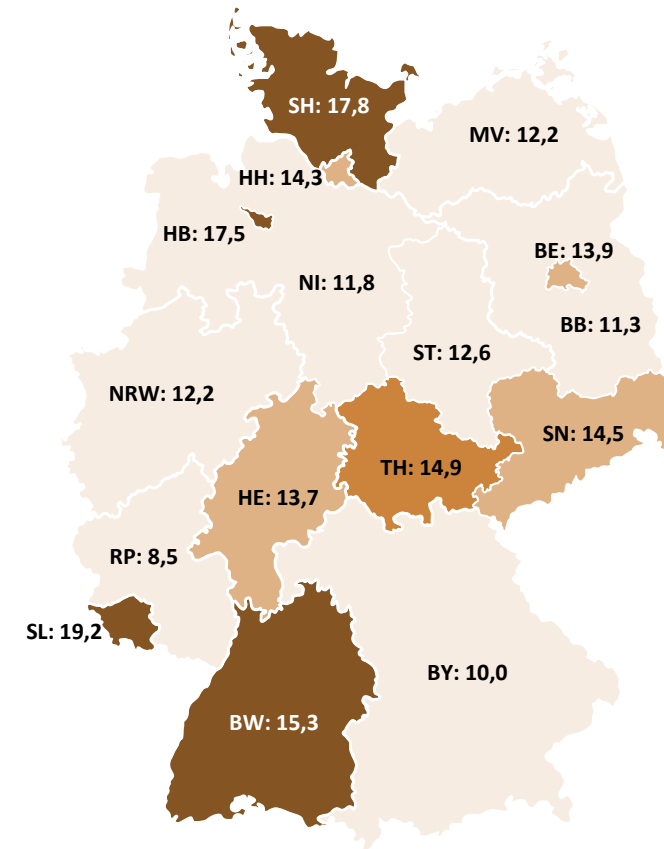 SH: 17,8
MV: 12,2
HH: 14,3
HB: 17,5
BE: 13,9
NI: 11,8
BB: 11,3
ST: 12,6
NRW: 12,2
SN: 14,5
TH: 14,9
HE: 13,7
RP: 8,5
SL: 19,2
BY: 10,0
BW: 15,3